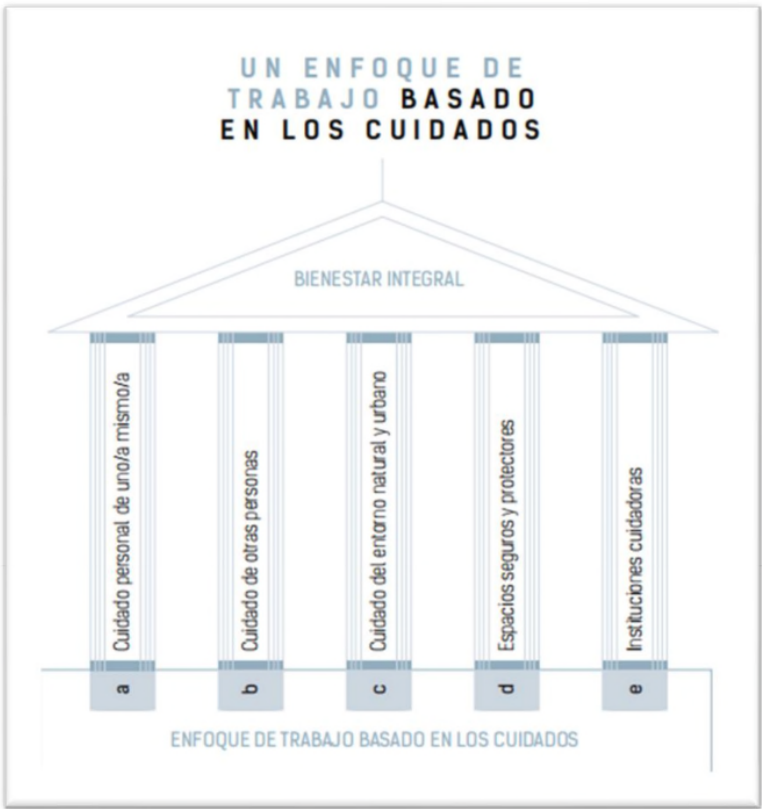 UN ENFOQUE DE
TRABAJO BASADO
EN LOS CUIDADOS
BIENESTAR INTEGRAL
Cuidado personal de uno/a mismo/a
Cuidado de otras personas
Cuidado del entorno natural y urbano
Espacios seguros y protectores
Instituciones cuidadoras
a
b
c
d
e
ENFOQUE DE TRABAJO BASADO EN LOS CUIDADOS